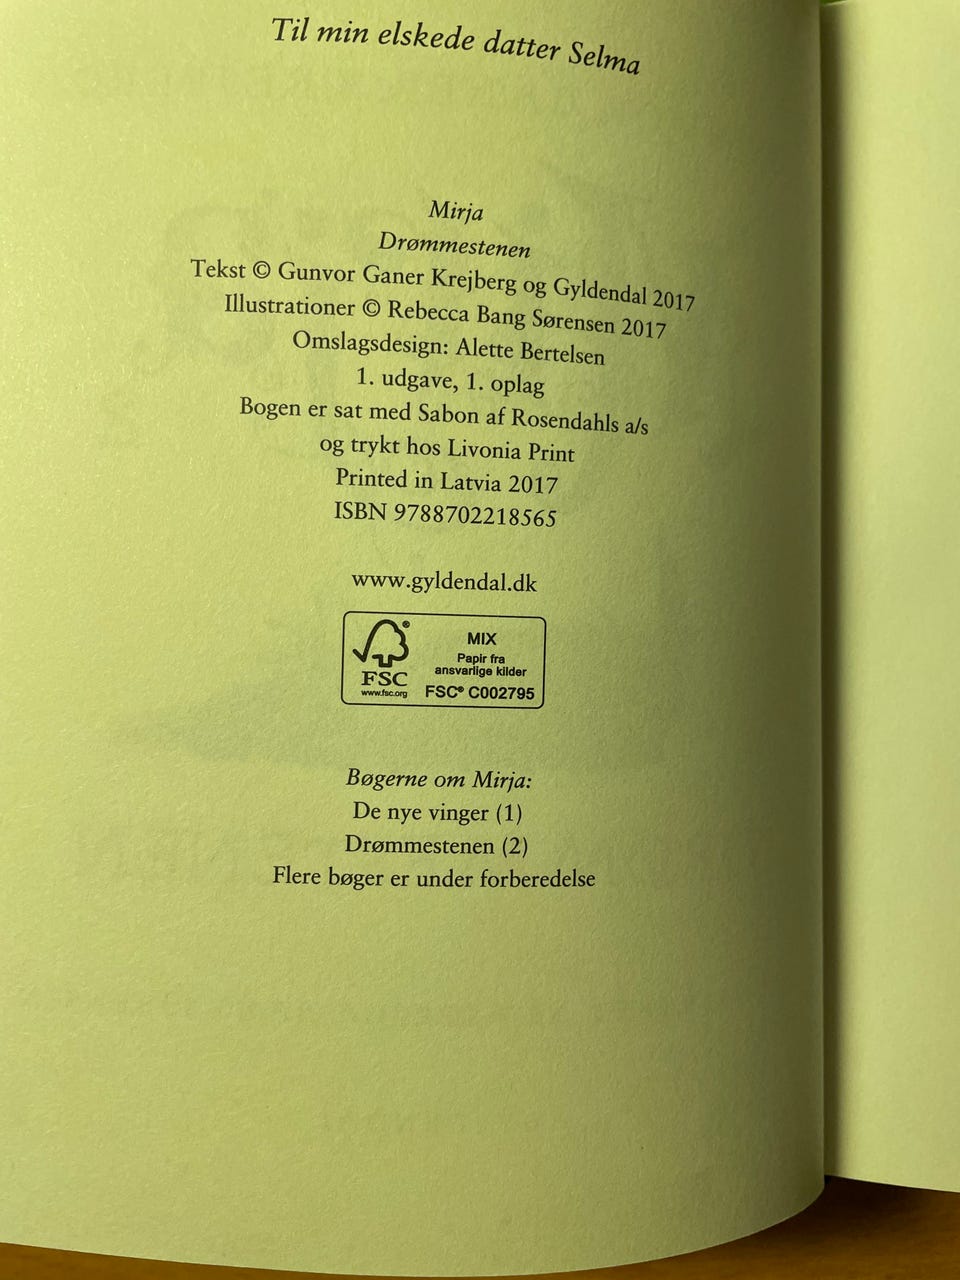 Til min elskede datter Selma
Mirja
Drømmestenen
Tekst © Gunvor Ganer Krejberg og Gyldendal 2017
Illustrationer © Rebecca Bang Sørensen 2017
Omslagsdesign: Alette Bertelsen
1. udgave, 1. oplag
Bogen er sat med Sabon af Rosendahls a/s
og trykt hos Livonia Print
Printed in Latvia 2017
ISBN 9788702218565
www.gyldendal.dk
FSC
www.fsc.org
MIX
Papir fra
ansvarlige kilder
FSC® C002795
Bøgerne om Mirja:
De nye vinger (1)
Drømmestenen (2)
Flere bøger er under forberedelse